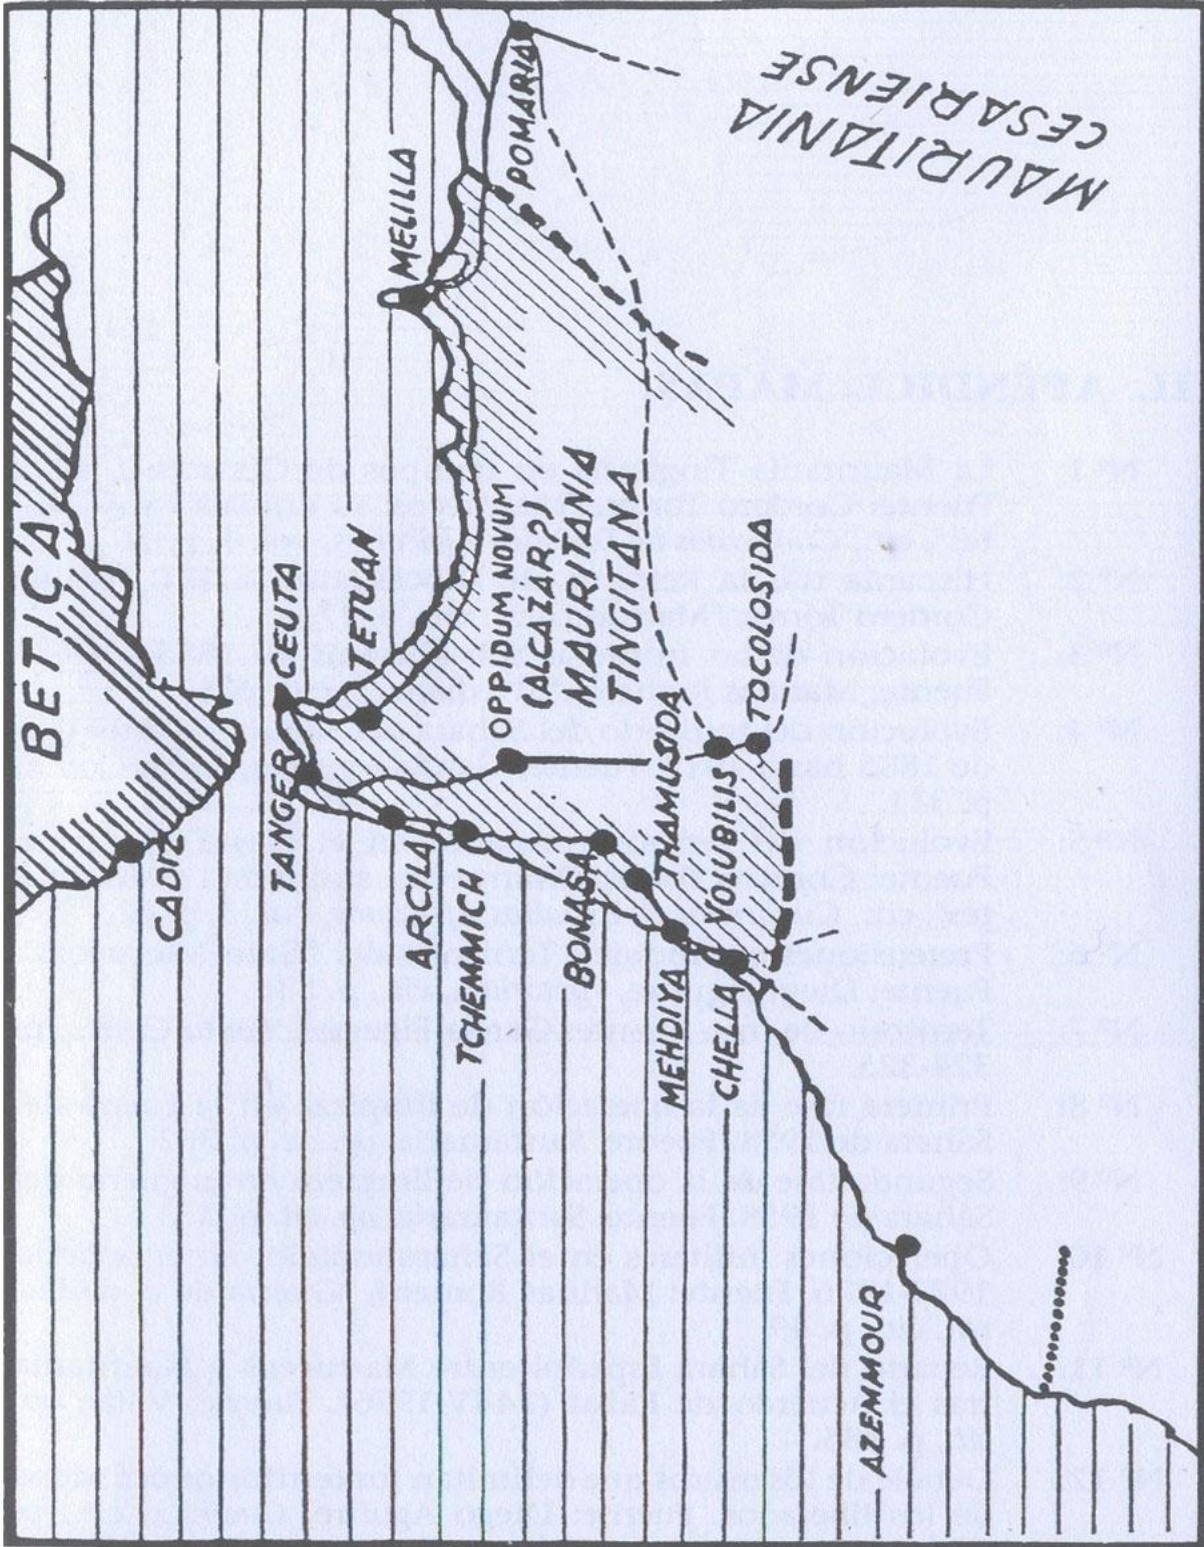 BETICA
CADIZ
TANGER
CEUTA
TETUAN
MELILLA
POMARIA
MAURITANIA
CESARIENSE
OPPIDUM NOVUM
(ALCAZAR?)
MAURITANIA
TINGITANA
ARCILA
TCHEMMICH
BONASA
THAMUSIDA
VOLUBILIS
TOCOLOSIDA
MEHDIYA
CHELLA
AZEMMOUR